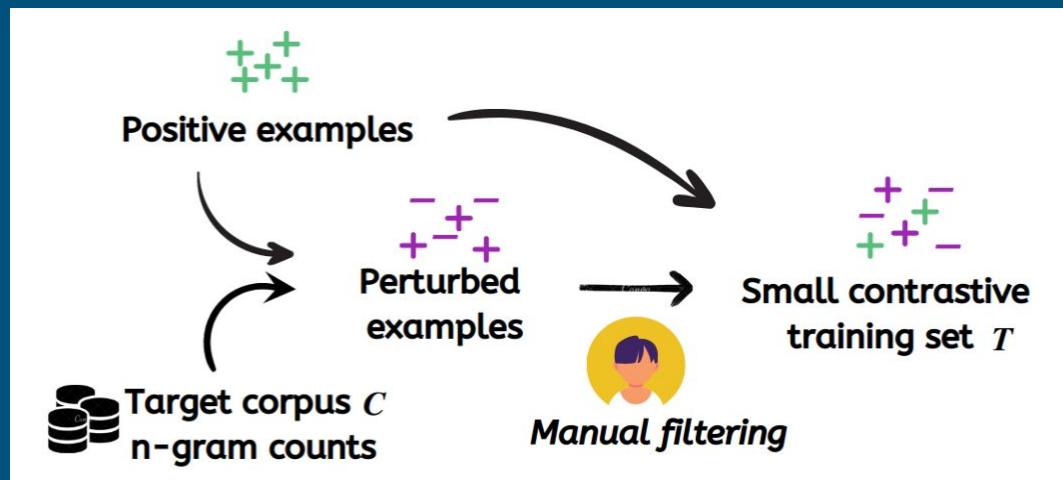 Positive examples
Perturbed
examples
Small contrastive
training set T
Target corpus C
n-gram counts
Manual filtering